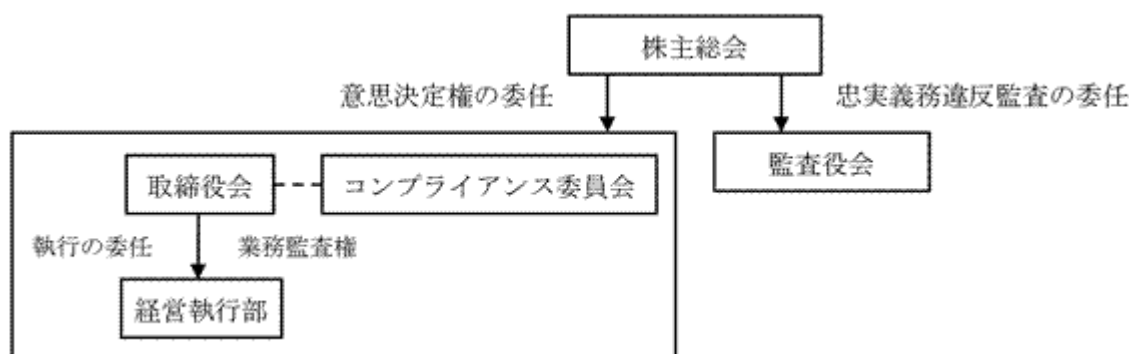 株主総会
意思決定権の委任
忠実義務違反監査の委任
監査役会
取締役会
コンプライアンス委員会
執行の委任
業務監査権
経営執行部